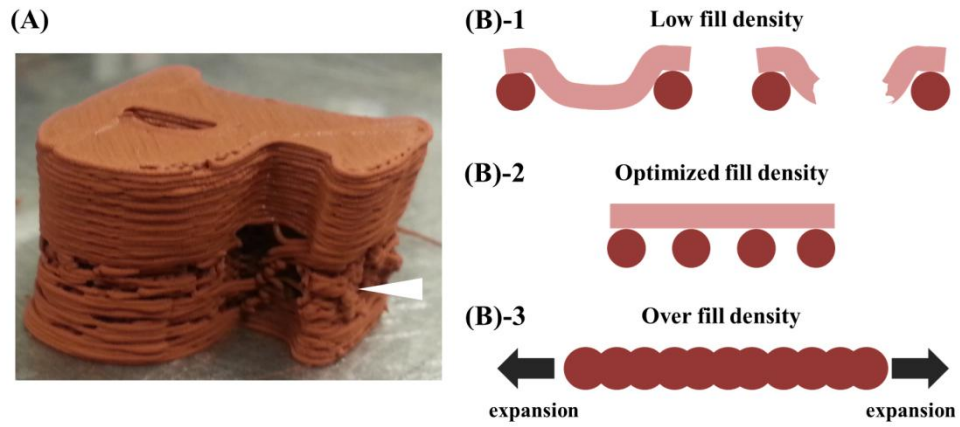 (A)
(B)-1
Low fill density
(B)-2
Optimized fill density
(B)-3
Over fill density
expansion
expansion